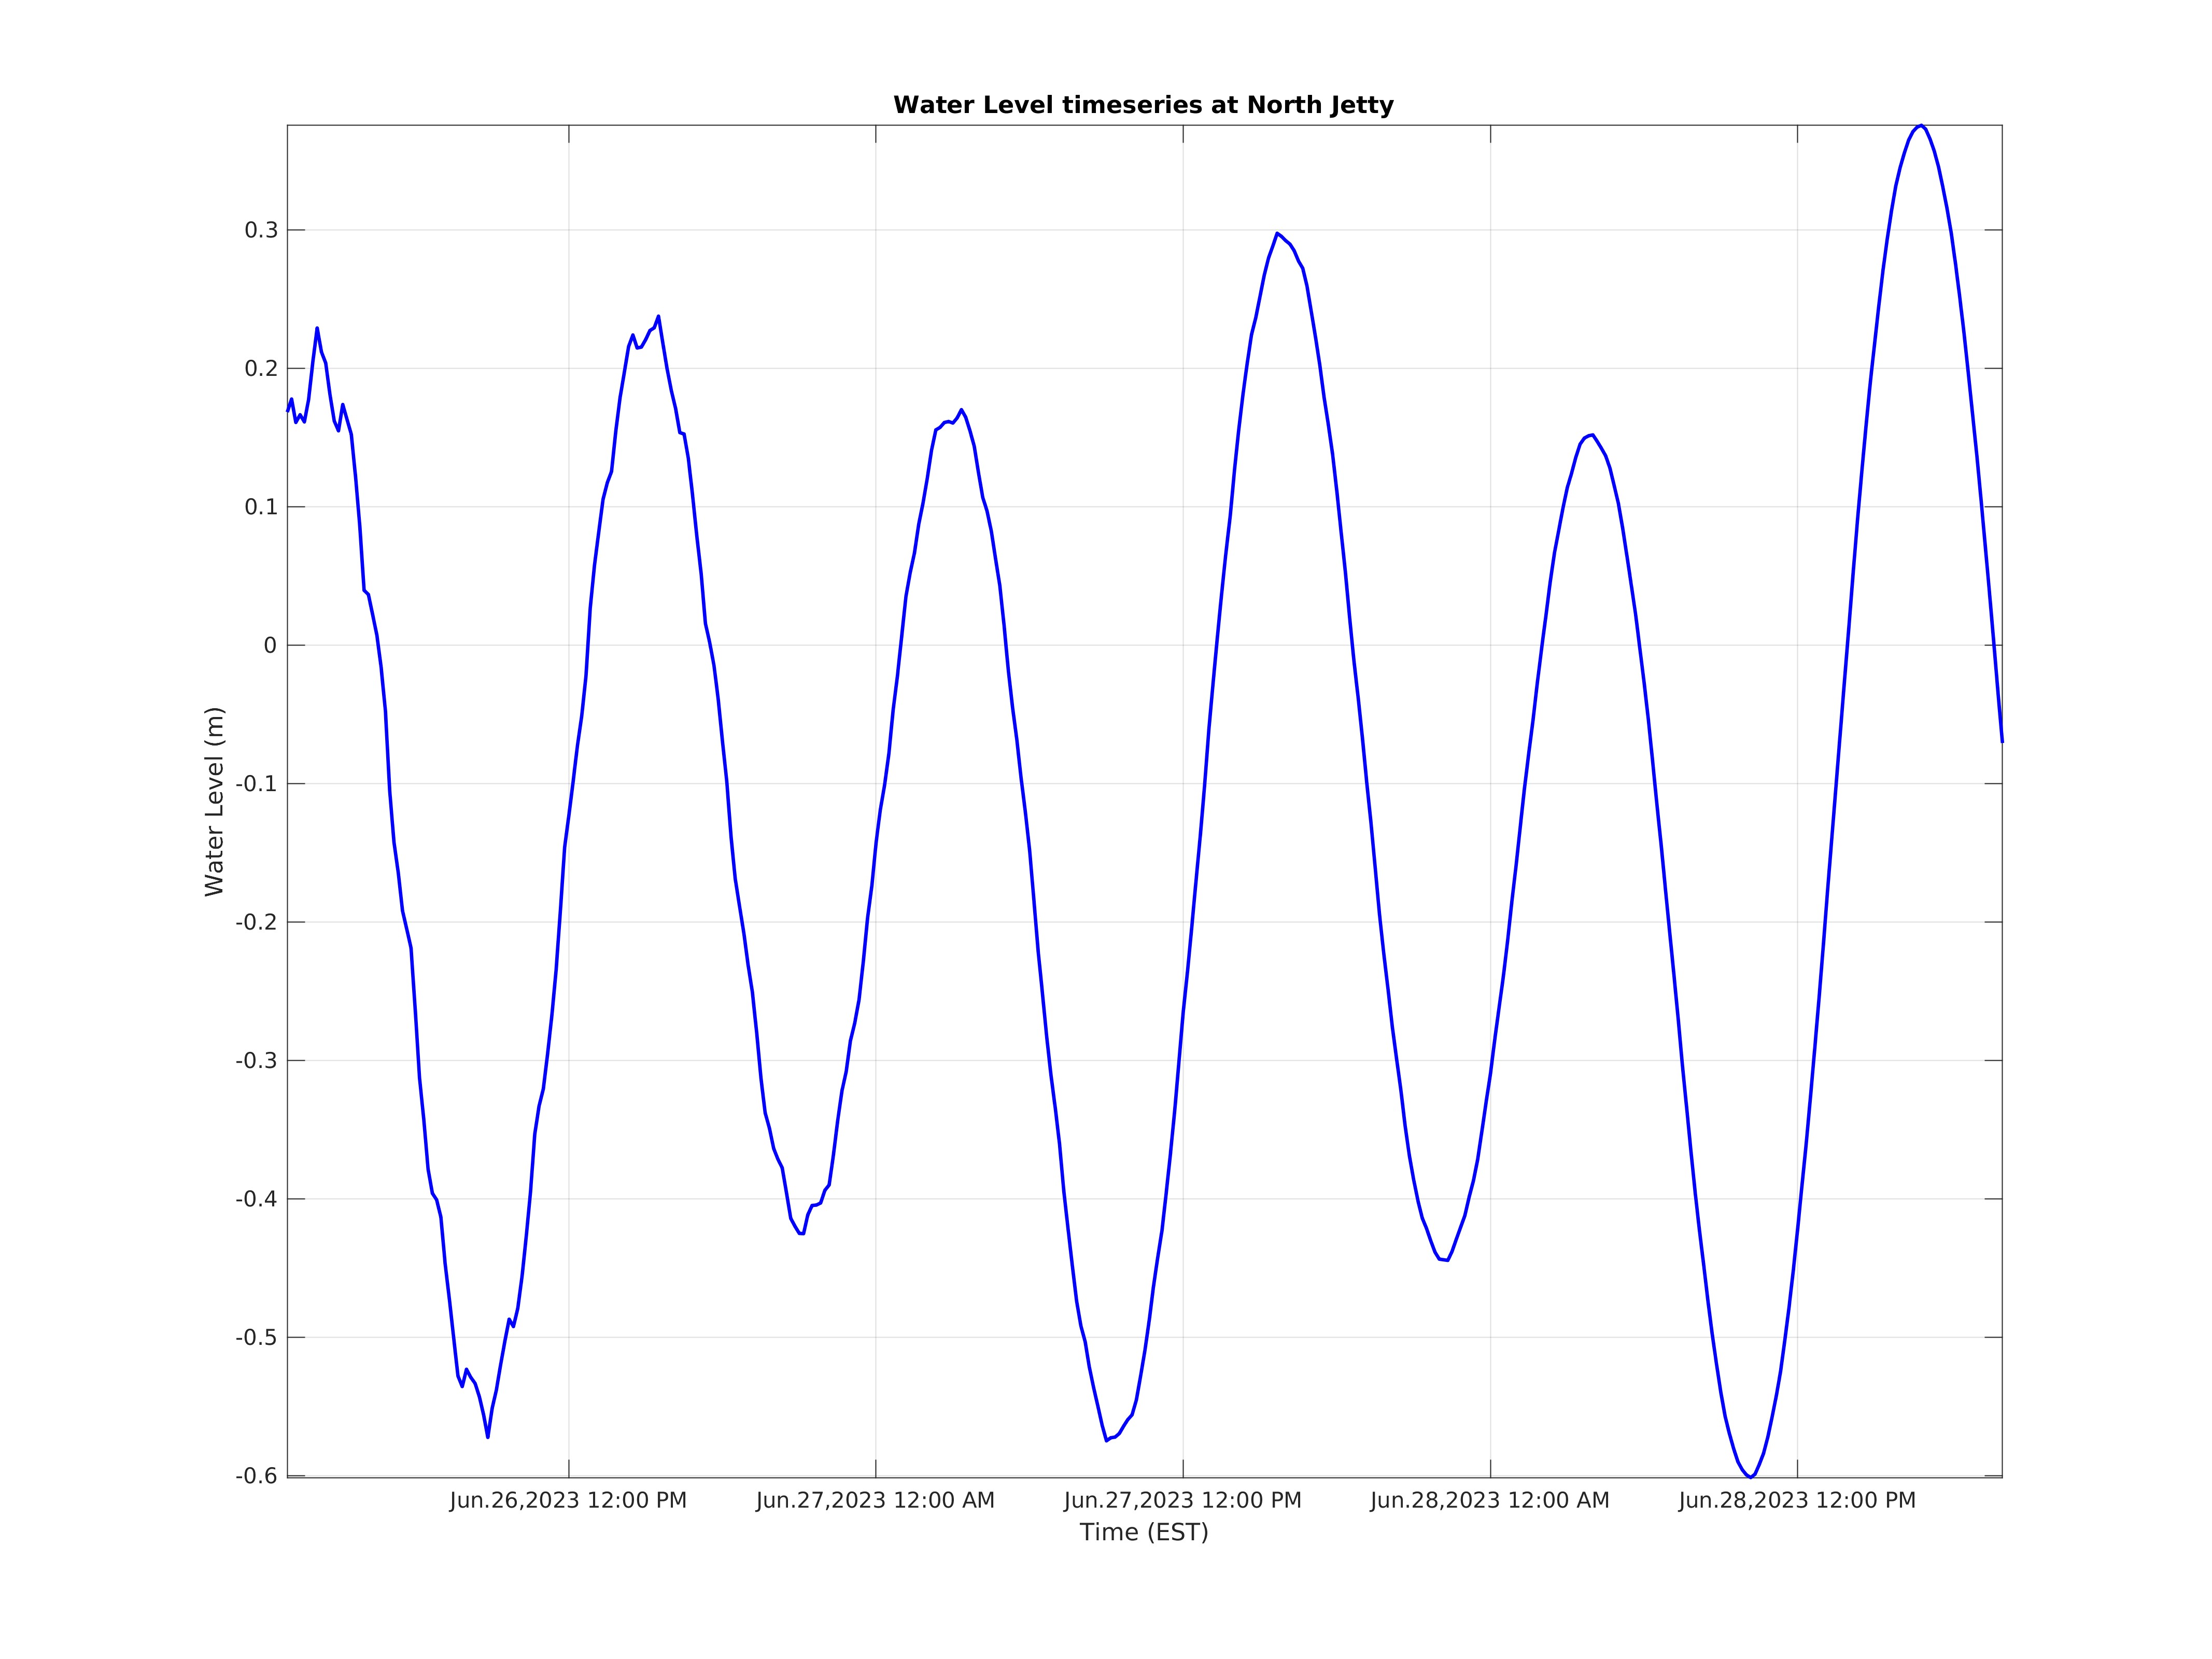 Water Level timeseries at North Jetty
0.3
0.2
0.1
0
-0.1
-0.2
-0.3
-0.4
-0.5
-0.6
Water Level (m)
Jun.26,2023 12:00 PM
Jun.27,2023 12:00 AM
Jun.27,2023 12:00 PM
Jun.28,2023 12:00 AM
Jun.28,2023 12:00 PM
Time (EST)